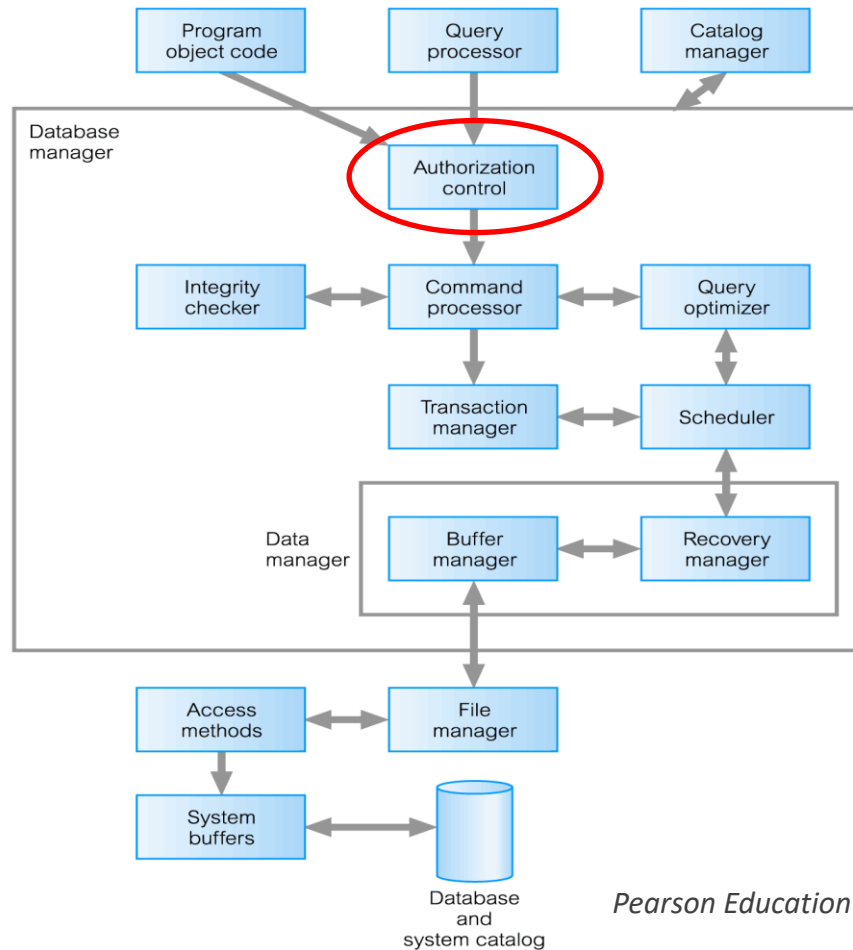 Program
object code
Query
processor
Catalog
manager
Database
manager
Authorization
control
Integrity
checker
Command
processor
Query
optimizer
Transaction
manager
Scheduler
Data
manager
Buffer
manager
Recovery
manager
Access
methods
File
manager
System
buffers
Database
and
system catalog
Pearson Education